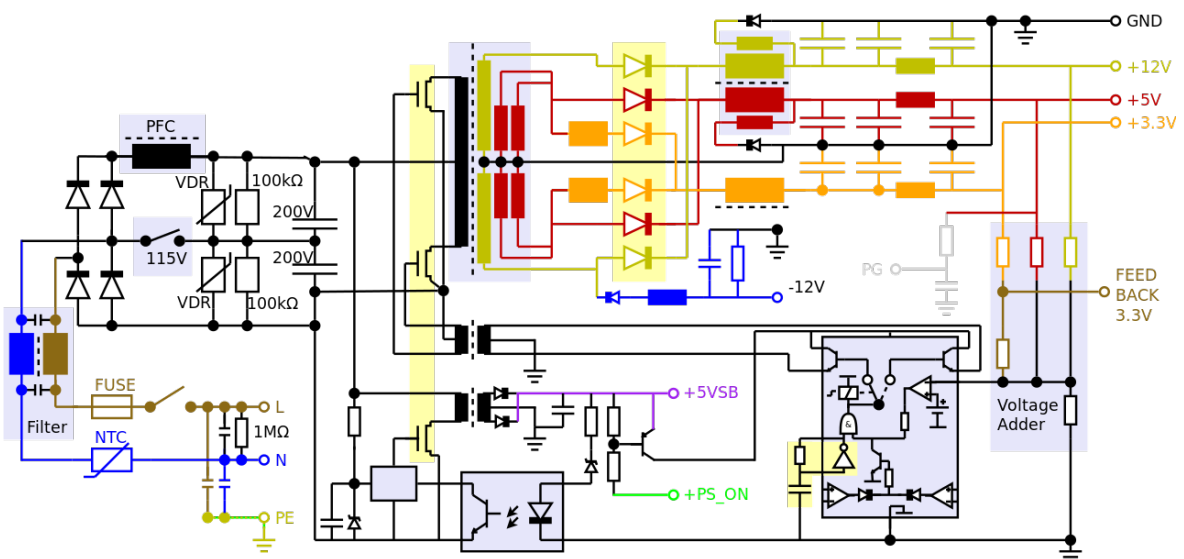 GND
+12V
+5V
+3.3V
PFC
VDR
100kΩ
200V
115V
200V
VDR
100kΩ
PG
-12V
FEED
BACK
3.3V
FUSE
L
Filter
1MΩ
NTC
N
PE
+5VSB
+PS_ON
&
Voltage
Adder